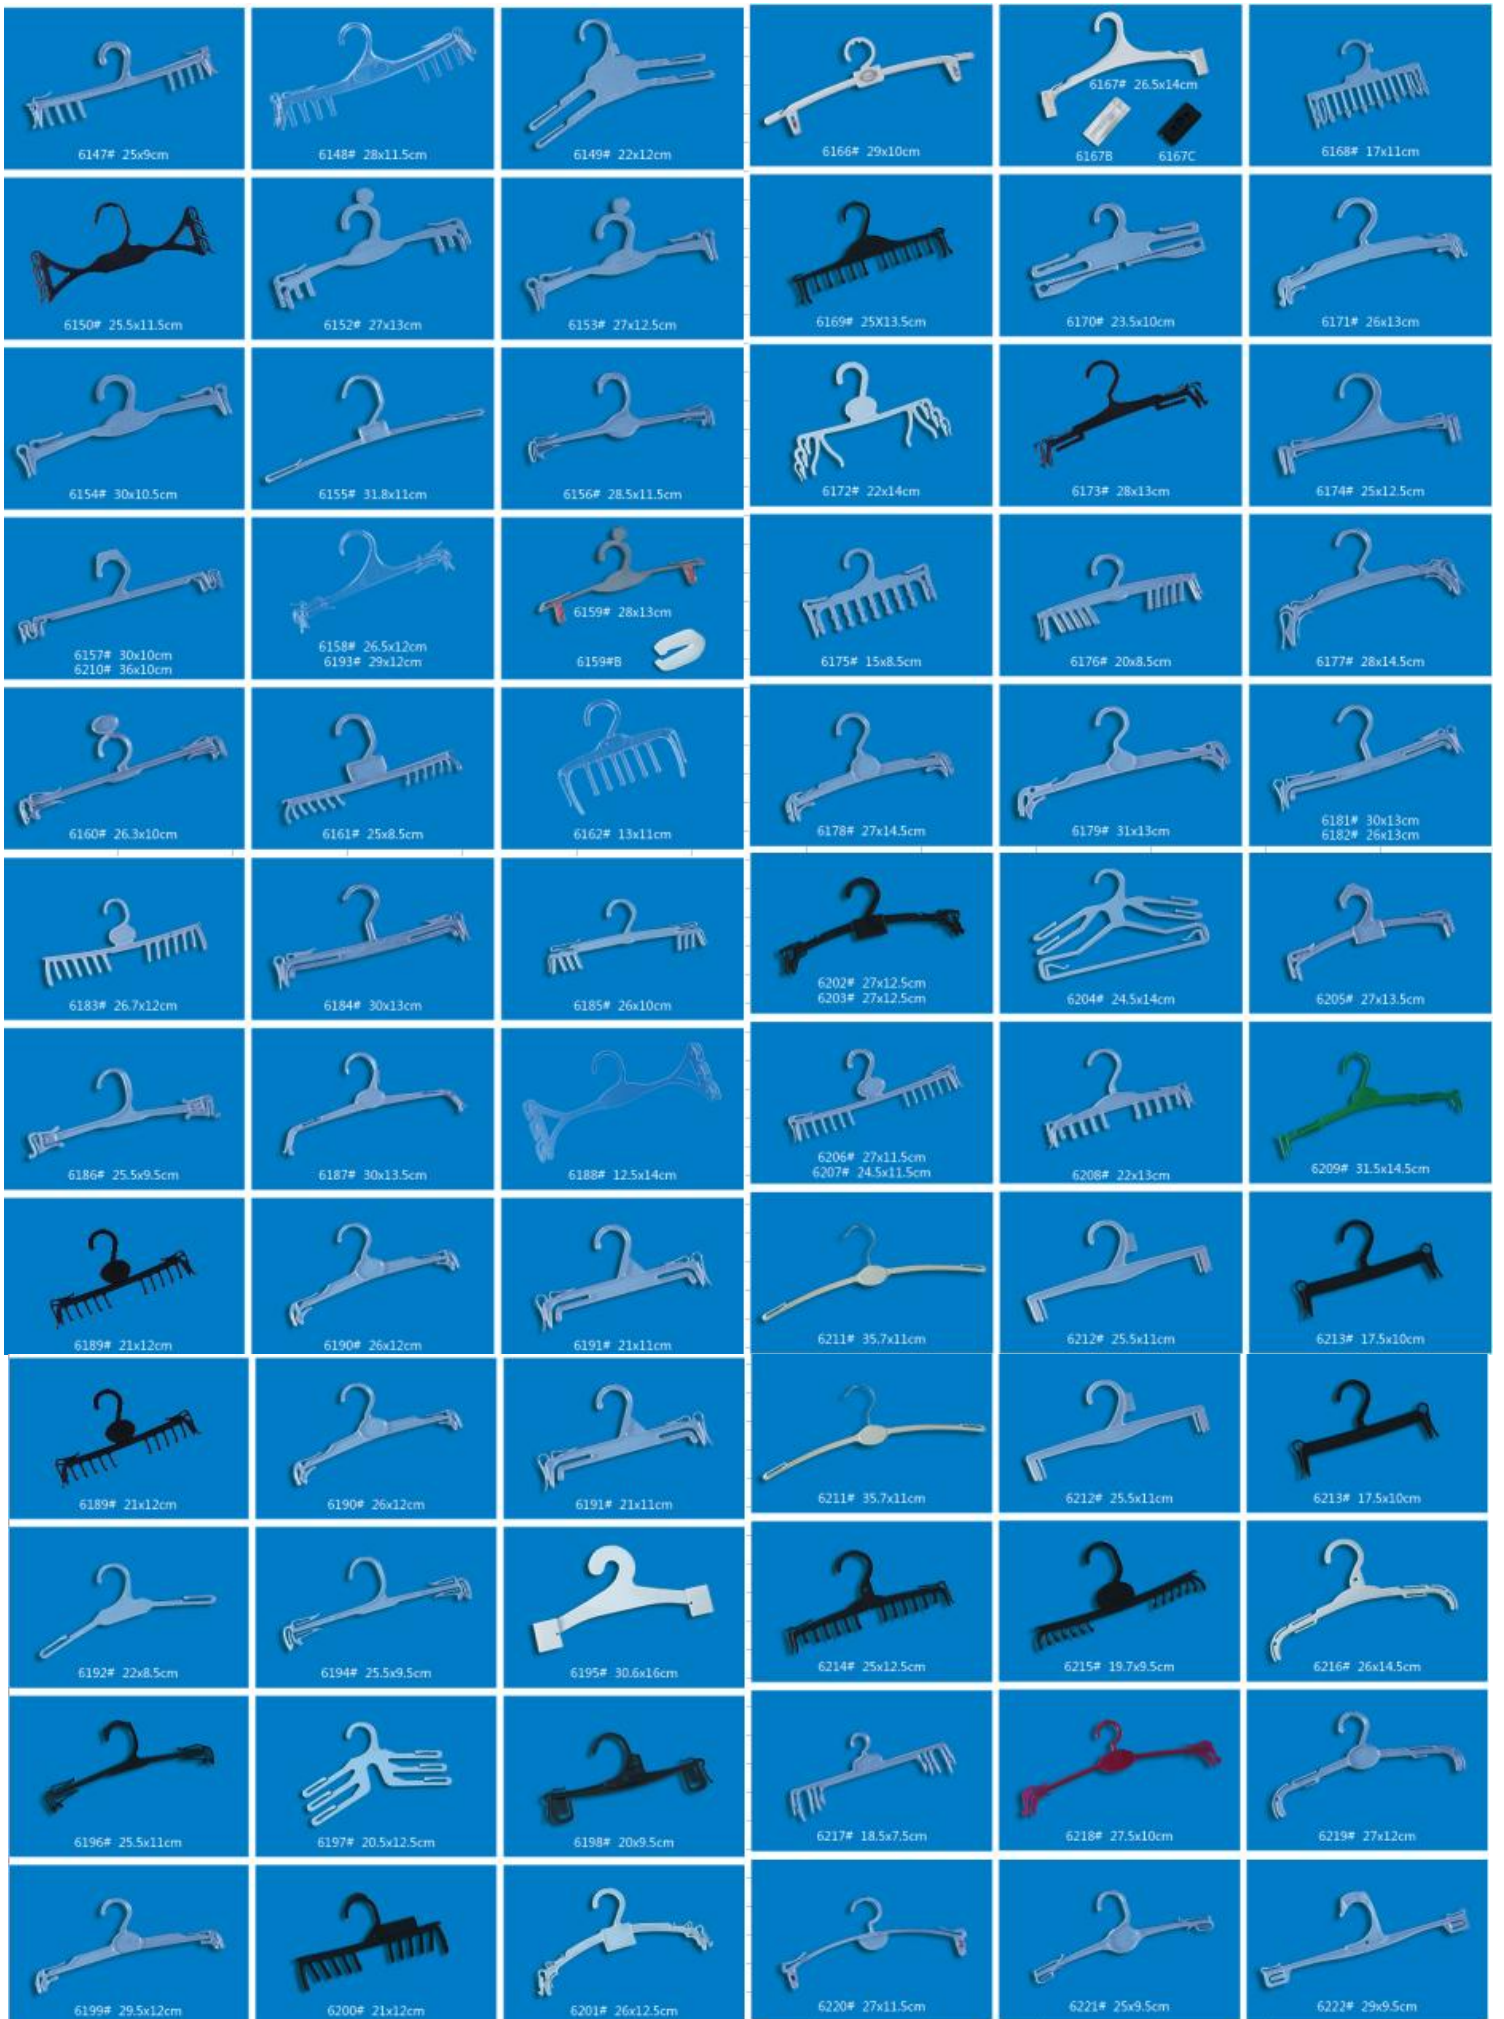 6147# 25x9cm
6148# 28x11.5cm
6149# 22x12cm
6166# 29x10cm
6167# 26.5x14cm
6167B
6167C
6168# 17x11cm
6150# 25.5x11.5cm
6152# 27x13cm
6153# 27x12.5cm
6169# 25X13.5cm
6170# 23.5x10cm
6171# 26x13cm
6154# 30x10.5cm
6155# 31.8x11cm
6156# 28.5x11.5cm
6172# 22x14cm
6173# 28x13cm
6174# 25x12.5cm
6157# 30x10cm
6210# 36x10cm
6158# 26.5x12cm
6193# 29x12cm
6159# 28x13cm
6159#B
6175# 15x8.5cm
6176# 20x8.5cm
6177# 28x14.5cm
6160# 26.3x10cm
6161# 25x8.5cm
6162# 13x11cm
6178# 27x14.5cm
6179# 31x13cm
6181# 30x13cm
6182# 26x13cm
6183# 26.7x12cm
6184# 30x13cm
6185# 26x10cm
6202# 27x12.5cm
6203# 27x12.5cm
6204# 24.5x14cm
6205# 27x13.5cm
6186# 25.5x9.5cm
6187# 30x13.5cm
6188# 12.5x14cm
6206# 27x11.5cm
6207# 24.5x11.5cm
6208# 22x13cm
6209# 31.5x14.5cm
6189# 21x12cm
6190# 26x12cm
6191# 21x11cm
6211# 35.7x11cm
6212# 25.5x11cm
6213# 17.5x10cm
6189# 21x12cm
6190# 26x12cm
6191# 21x11cm
6211# 35.7x11cm
6212# 25.5x11cm
6213# 17.5x10cm
6192# 22x8.5cm
6194# 25.5x9.5cm
6195# 30.6x16cm
6214# 25x12.5cm
6215# 19.7x9.5cm
6216# 26x14.5cm
6196# 25.5x11cm
6197# 20.5x12.5cm
6198# 20x9.5cm
6217# 18.5x7.5cm
6218# 27.5x10cm
6219# 27x12cm
6199# 29.5x12cm
6200# 21x12cm
6201# 26x12.5cm
6220# 27x11.5cm
6221# 25x9.5cm
6222# 29x9.5cm